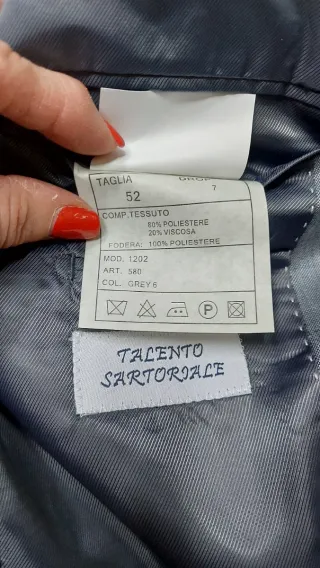 TAGLIA
52
7
COMP.TESSUTO
80% POLIESTERE
20% VISCOSA
FODERA: 100% POLIESTERE
MOD. 1202
ART. 580
COL. GREY 6
P
TALENTO
SARTORIALE